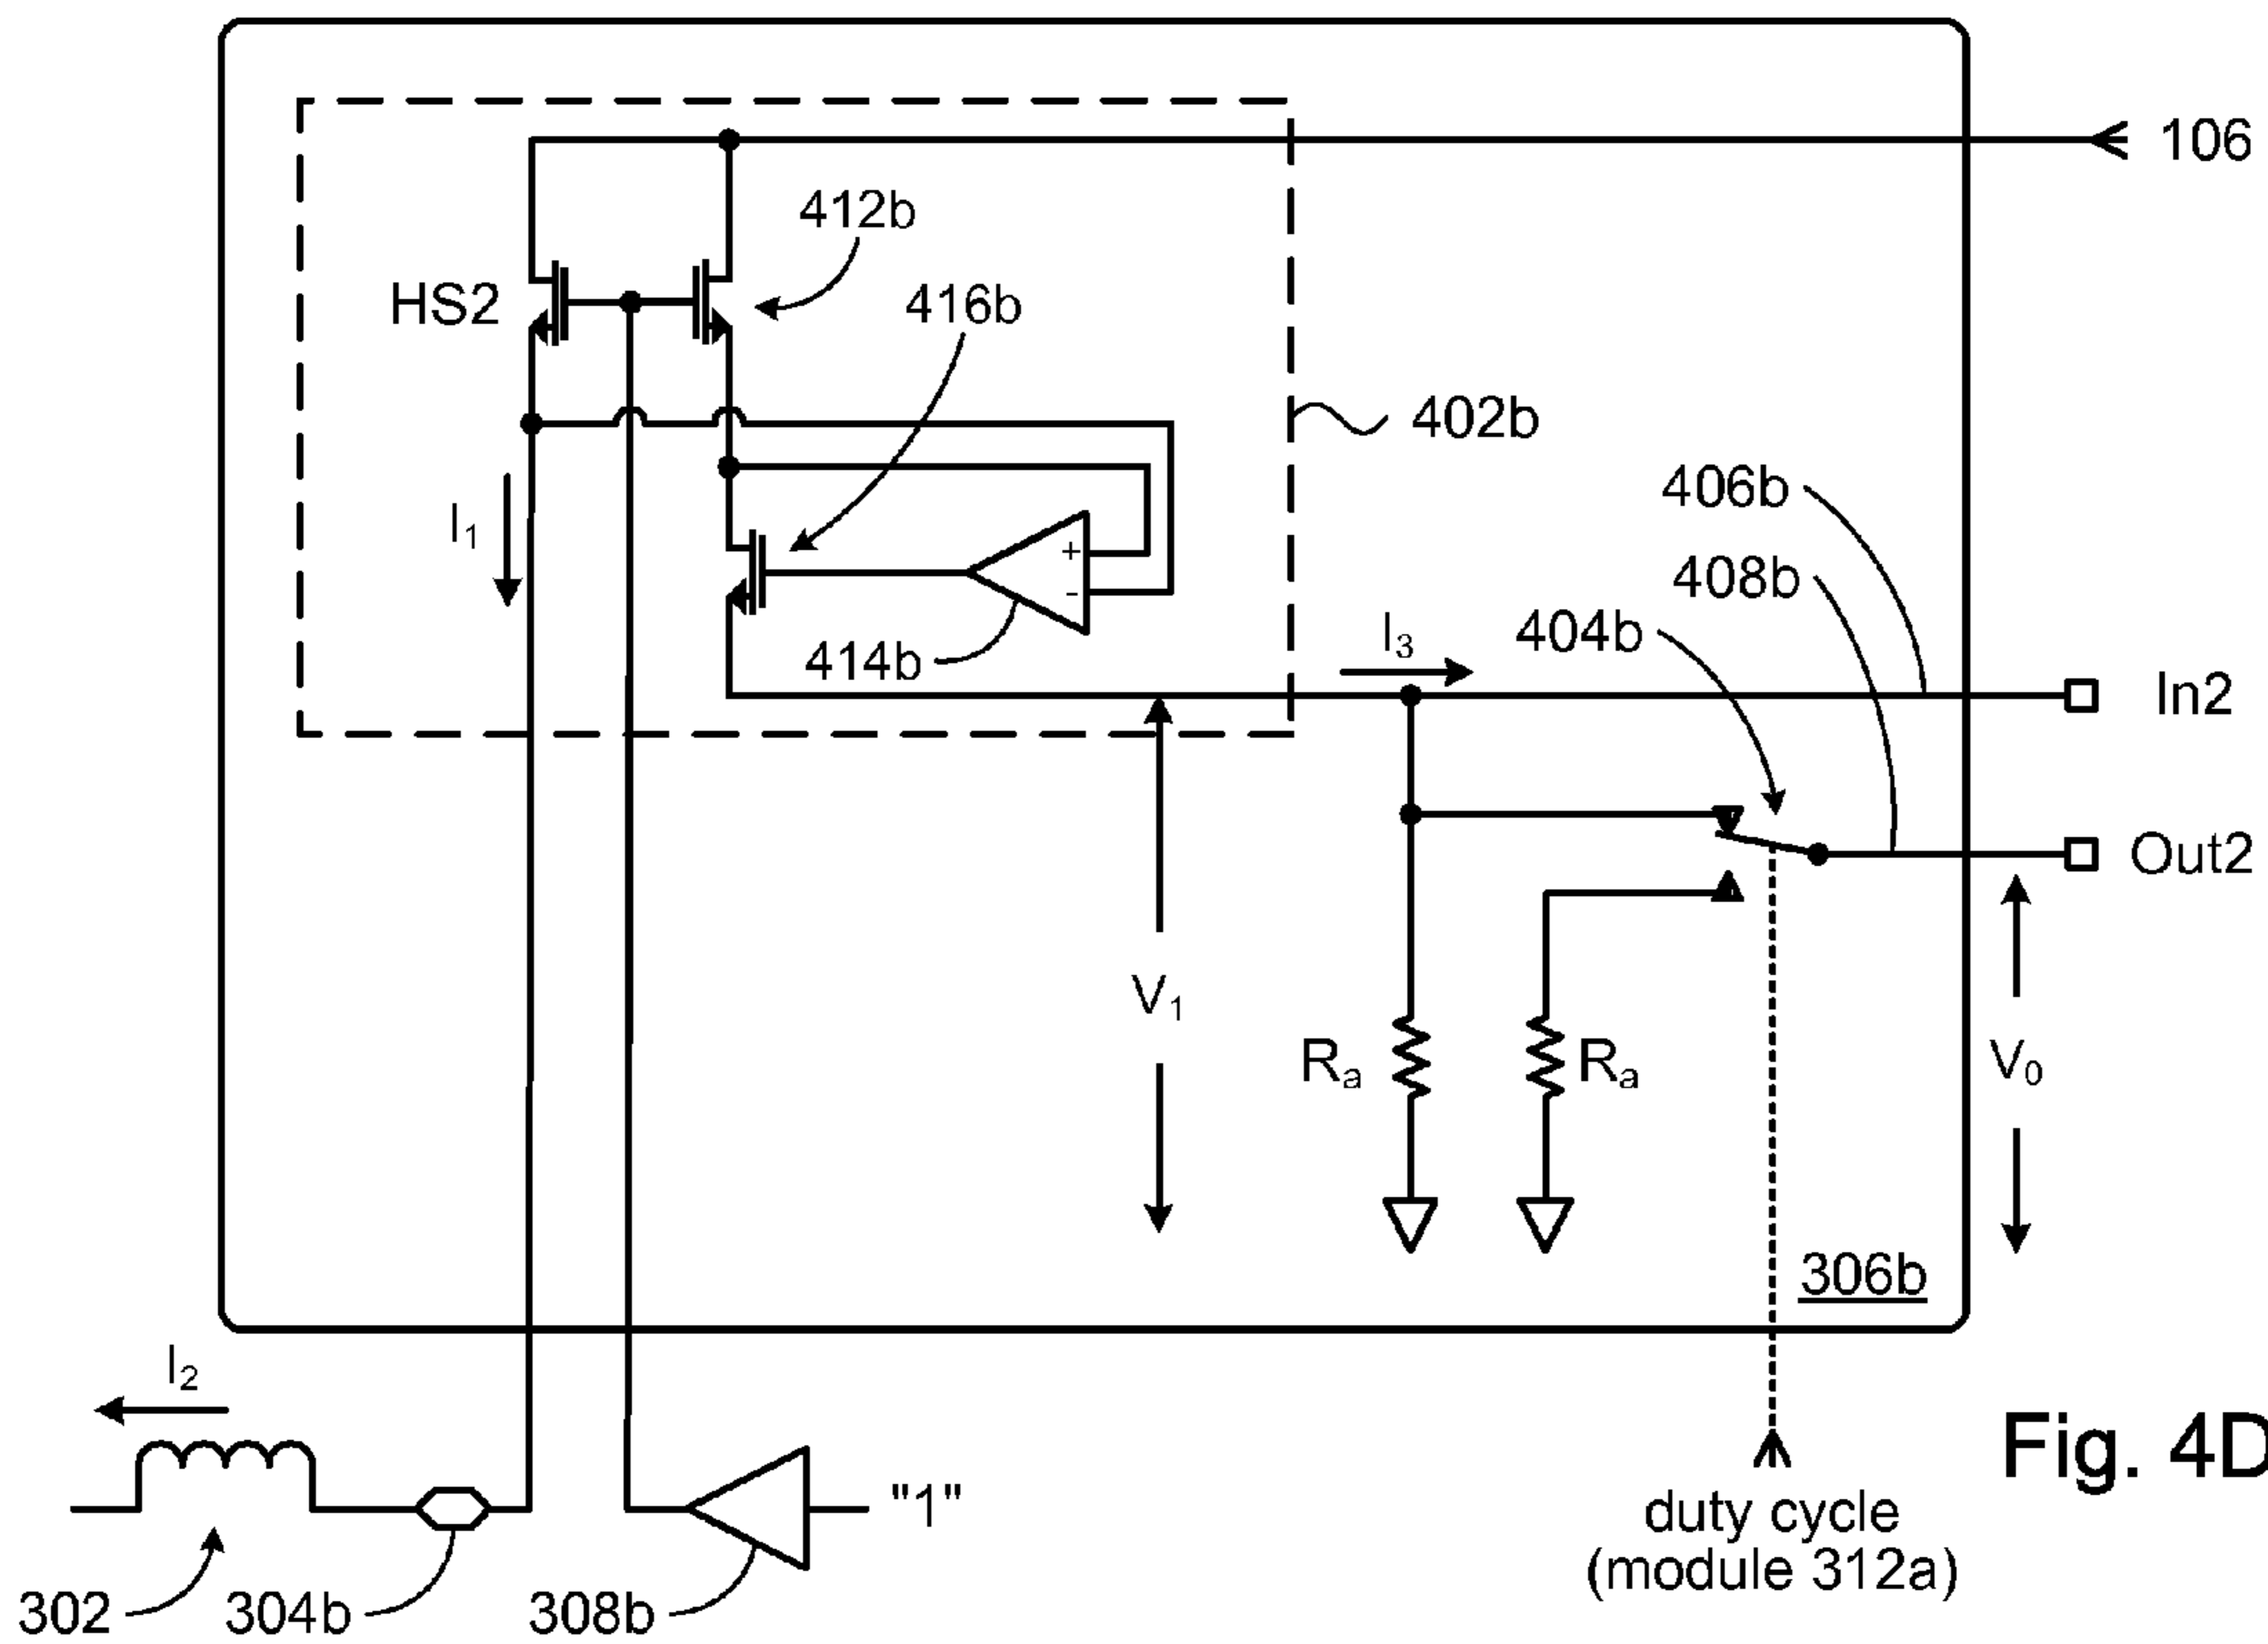 106
412b
HS2
416b
402b
406b
I1
408b
+
-
I3
404b
414b
In2
Out2
V1
Ra
Ra
V0
306b
I2
Fig. 4D
"1"
duty cycle
(module 312a)
302
304b
308b